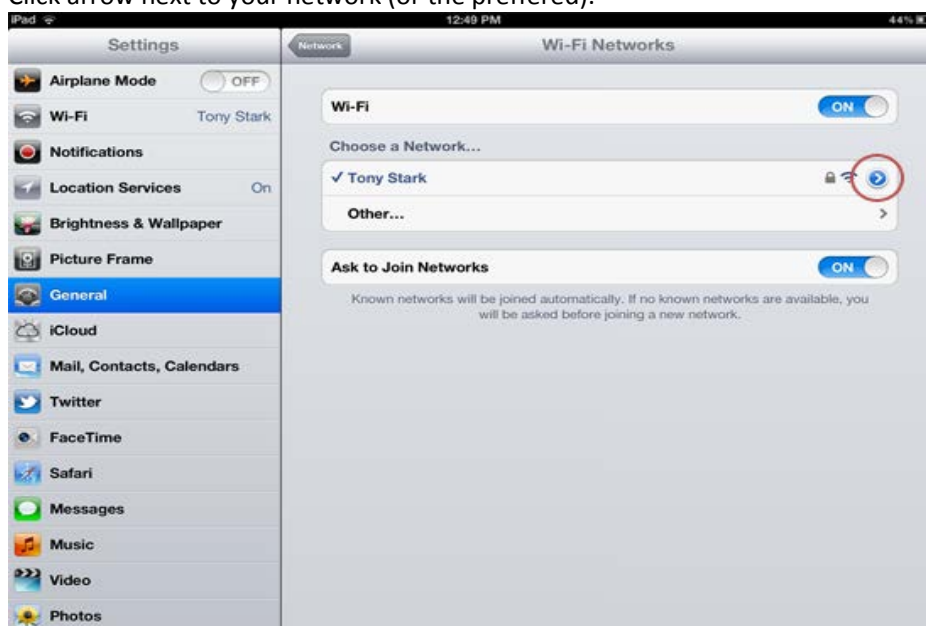 Click arrow next to your network (or the preffered).
iPad 12:49 PM 44%
Settings
Network
Wi-Fi Networks
Airplane Mode OFF
Wi-Fi Tony Stark
Notifications
Location Services On
Brightness & Wallpaper
Picture Frame
General
iCloud
Mail, Contacts, Calendars
Twitter
FaceTime
Safari
Messages
Music
Video
Photos
Wi-Fi ON
Choose a Network...
✓ Tony Stark
Other... >
Ask to Join Networks ON
Known networks will be joined automatically. If no known networks are available, you
will be asked before joining a new network.